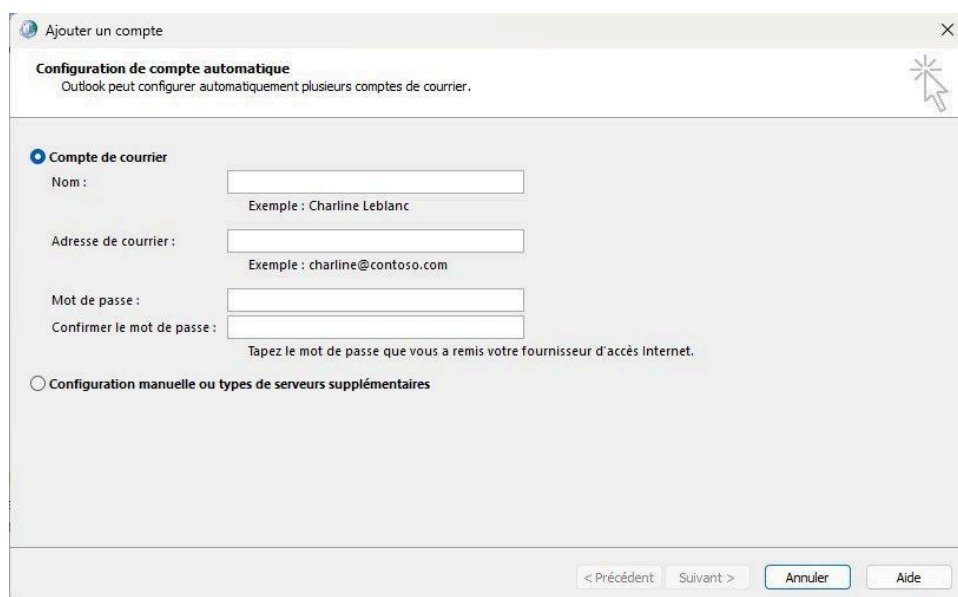 Ajouter un compte
Configuration de compte automatique
Outlook peut configurer automatiquement plusieurs comptes de courrier.
Compte de courrier
Nom :
Exemple : Charline Leblanc
Adresse de courrier :
Exemple : charline@contoso.com
Mot de passe :
Confirmer le mot de passe :
Tapez le mot de passe que vous a remis votre fournisseur d'accès Internet.
Configuration manuelle ou types de serveurs supplémentaires
< Précédent Suivant > Annuler Aide